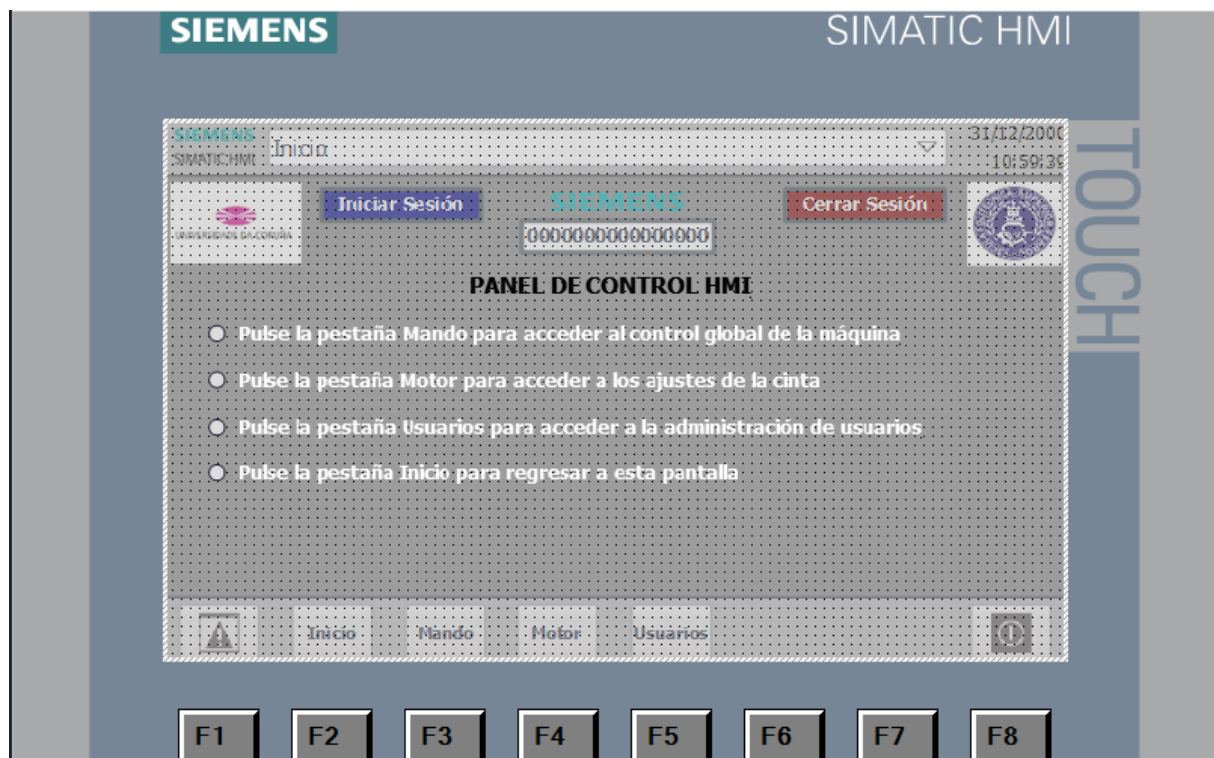 SIEMENS
SIMATIC HMI
TOUCH
SIEMENS
SIMATIC HMI
Inicio
31/12/2000
10:59:39
UNIVERSIDADE DA CORUÑA
Iniciar Sesión
SIEMENS
Cerrar Sesión
0000000000000000
PANEL DE CONTROL HMI
Pulse la pestaña Mando para acceder al control global de la máquina
Pulse la pestaña Motor para acceder a los ajustes de la cinta
Pulse la pestaña Usuarios para acceder a la administración de usuarios
Pulse la pestaña Inicio para regresar a esta pantalla
Inicio Mando Motor Usuarios
F1 F2 F3 F4 F5 F6 F7 F8